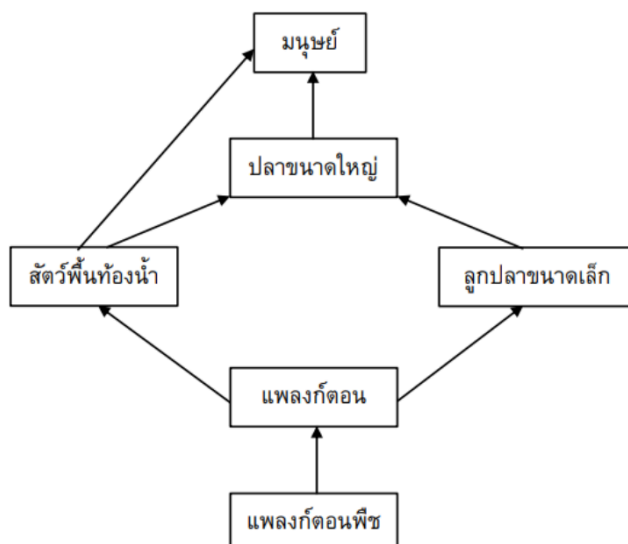 มนุษย์
ปลาขนาดใหญ่
สัตว์พื้นท้องน้ำ
ลูกปลาขนาดเล็ก
แพลงก์ตอน
แพลงก์ตอนพืช